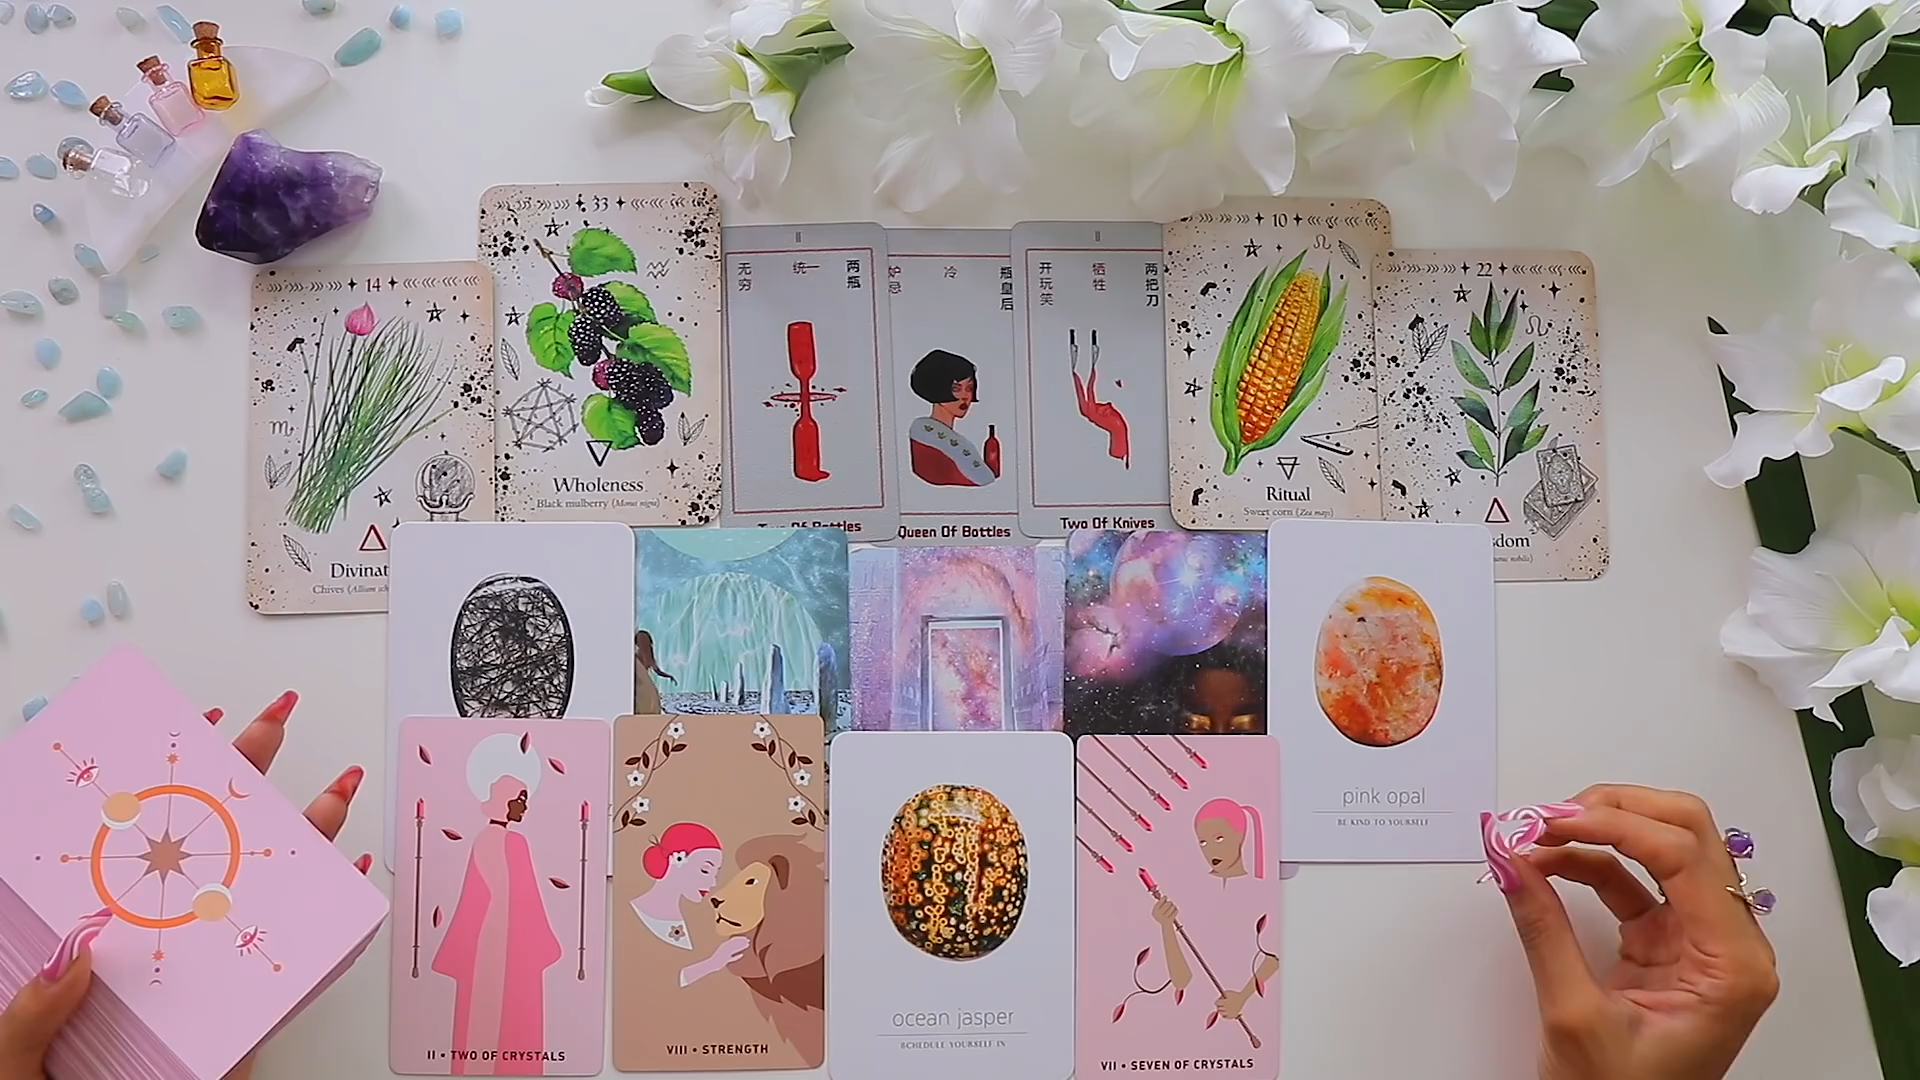 14
33
Wholeness
Black mulberry (Morus nigra)
II
无穷
统一
两瓶
Two Of Bottles
妒忌
冷
瓶皇后
Queen Of Bottles
II
开玩笑
牺牲
两把刀
Two Of Knives
10
Ritual
Sweet corn (Zea mays)
22
Divinat
Chives (Allium
sdom
nobilis)
pink opal
BE KIND TO YOURSELF
II • TWO OF CRYSTALS
VIII • STRENGTH
ocean jasper
SCHEDULE YOURSELF IN
VII • SEVEN OF CRYSTALS